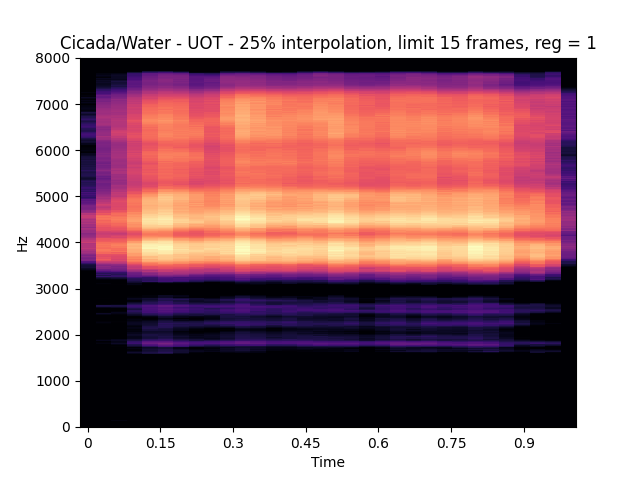 Cicada/Water - UOT - 25% interpolation, limit 15 frames, reg = 1
8000
7000
6000
5000
4000
3000
2000
1000
0
Hz
0 0.15 0.3 0.45 0.6 0.75 0.9
Time